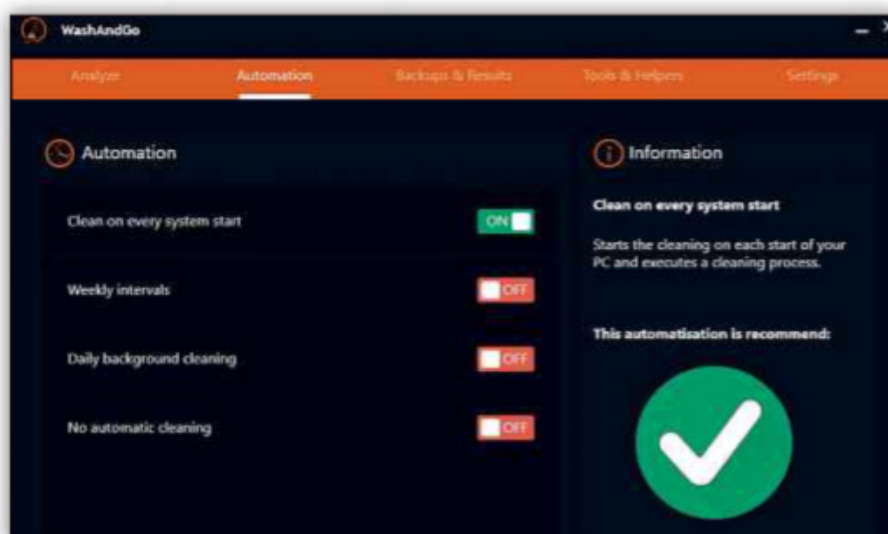 WashAndGo
Analyze
Automation
Backups & Results
Tools & Helpers
Settings
Automation
Clean on every system start
ON
Weekly intervals
OFF
Daily background cleaning
OFF
No automatic cleaning
OFF
Information
Clean on every system start
Starts the cleaning on each start of your
PC and executes a cleaning process.
This automatisation is recommend: